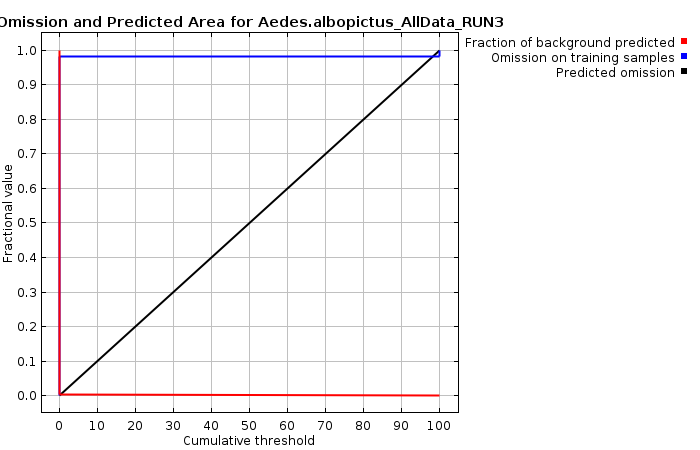 Omission and Predicted Area for Aedes.albopictus_AllData_RUN3
Fraction of background predicted
Omission on training samples
Predicted omission
Fractional value
1.0
0.9
0.8
0.7
0.6
0.5
0.4
0.3
0.2
0.1
0.0
0 10 20 30 40 50 60 70 80 90 100
Cumulative threshold